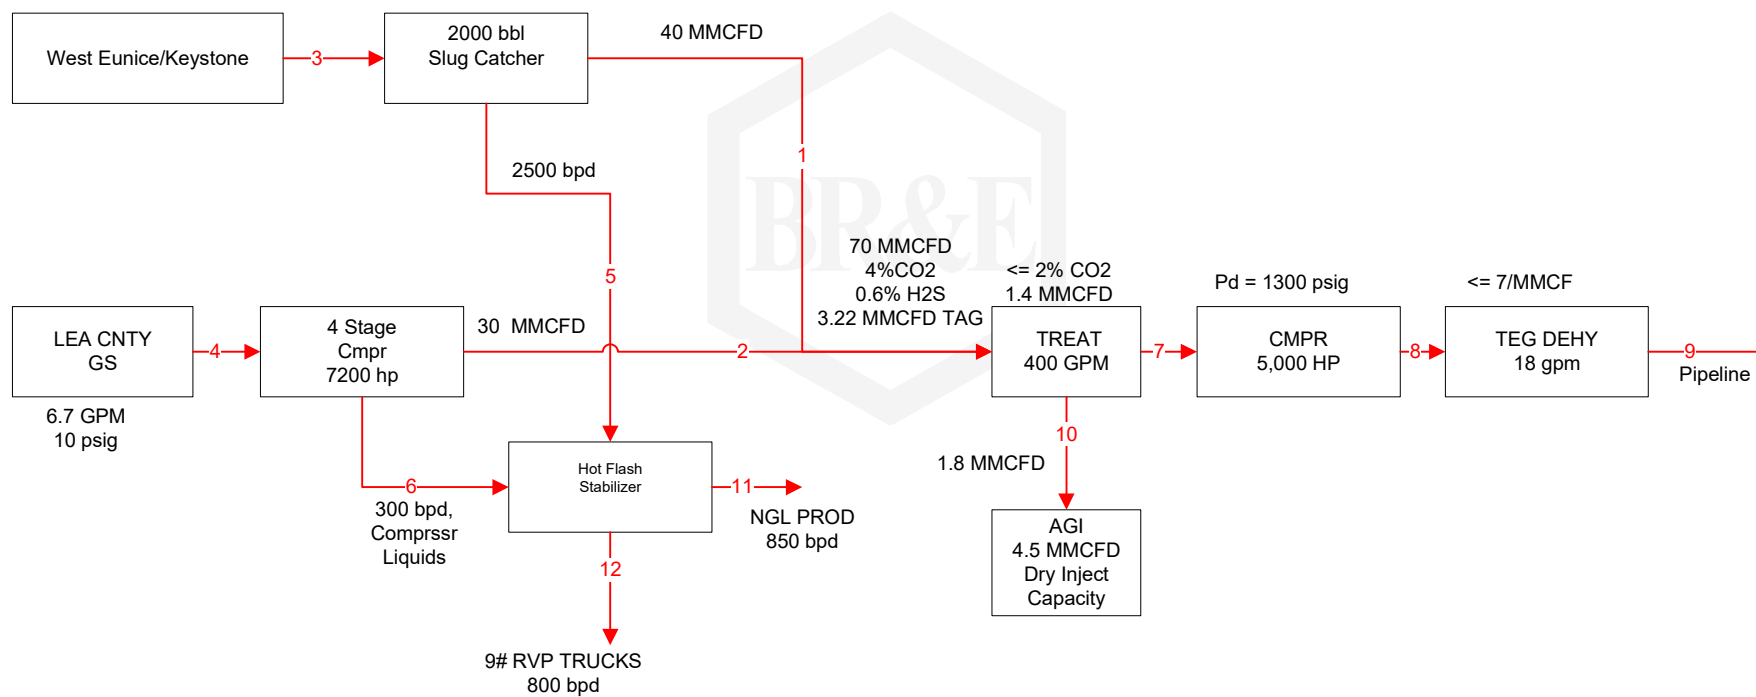 West Eunice/Keystone
3
2000 bbl
Slug Catcher
40 MMCFD
1
2500 bpd
5
BR&E
LEA CNTY
GS
4
6.7 GPM
10 psig
4 Stage
Cmpr
7200 hp
30 MMCFD
2
70 MMCFD
4%CO2
0.6% H2S
3.22 MMCFD TAG
<= 2% CO2
1.4 MMCFD
TREAT
400 GPM
7
Pd = 1300 psig
CMPR
5,000 HP
8
<= 7/MMCF
TEG DEHY
18 gpm
9
Pipeline
6
300 bpd,
Comprssr
Liquids
Hot Flash
Stabilizer
11
NGL PROD
850 bpd
12
9# RVP TRUCKS
800 bpd
10
1.8 MMCFD
AGI
4.5 MMCFD
Dry Inject
Capacity